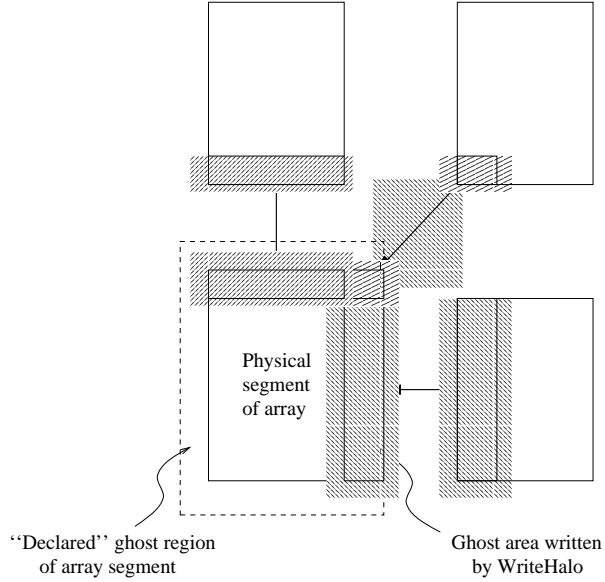 Physical
segment
of array
‘‘Declared’’ ghost region
of array segment
Ghost area written
by WriteHalo